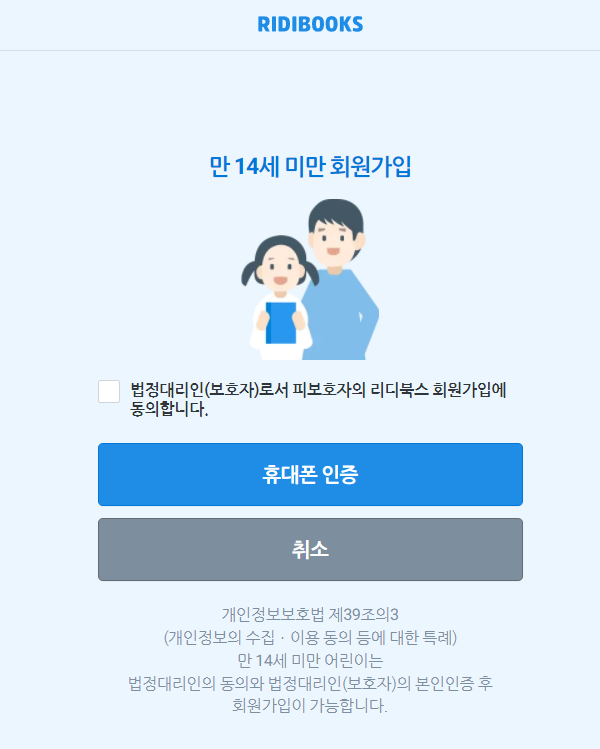 RIDIBOOKS
만 14세 미만 회원가입
법정대리인(보호자)로서 피보호자의 리디북스 회원가입에
동의합니다.
휴대폰 인증
취소
개인정보보호법 제39조의3
(개인정보의 수집 · 이용 동의 등에 대한 특례)
만 14세 미만 어린이는
법정대리인의 동의와 법정대리인(보호자)의 본인인증 후
회원가입이 가능합니다.